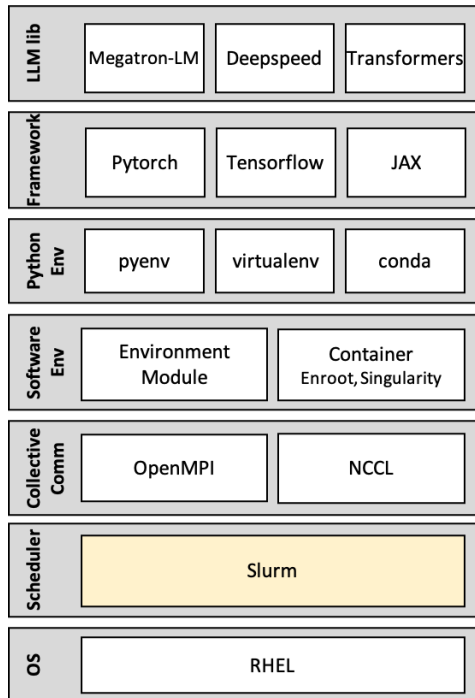 LLM lib
Megatron-LM
Deepspeed
Transformers
Framework
Pytorch
Tensorflow
JAX
Python
Env
pyenv
virtualenv
conda
Software
Env
Environment
Module
Container
Enroot, Singularity
Collective
Comm
OpenMPI
NCCL
Scheduler
Slurm
OS
RHEL